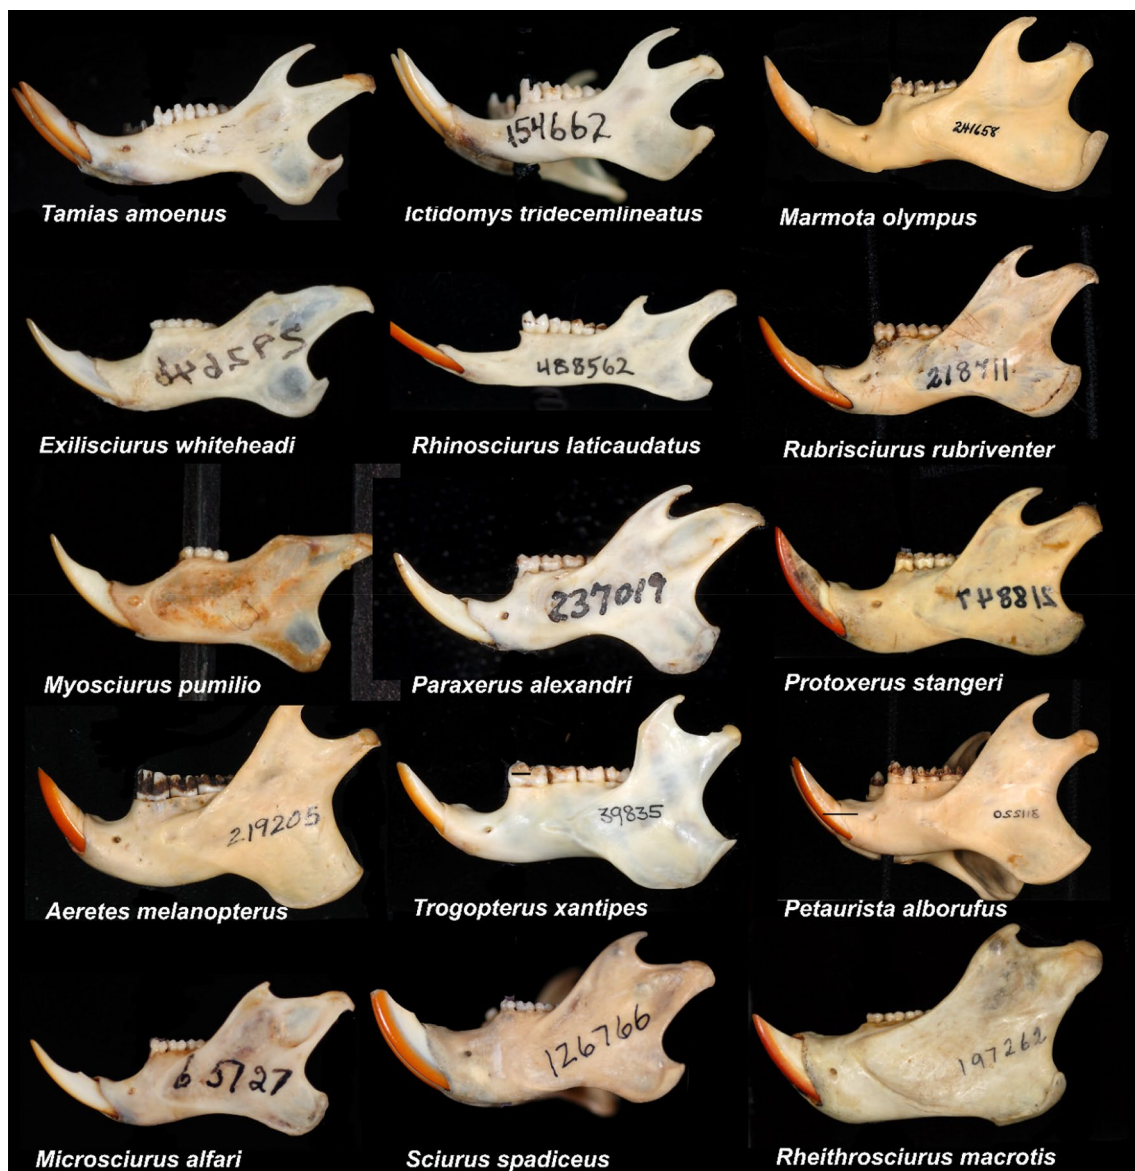 154662
241658
Tamias amoenus
Ictidomys tridecemlineatus
Marmota olympus
488562
218711
Exilisciurus whiteheadi
Rhinosciurus laticaudatus
Rubrisciurus rubriventer
237019
Myosciurus pumilio
Paraxerus alexandri
Protoxerus stangeri
219205
39835
Aeretes melanopterus
Trogopterus xantipes
Petaurista alborufus
65727
126766
197262
Microsciurus alfari
Sciurus spadiceus
Rheithrosciurus macrotis